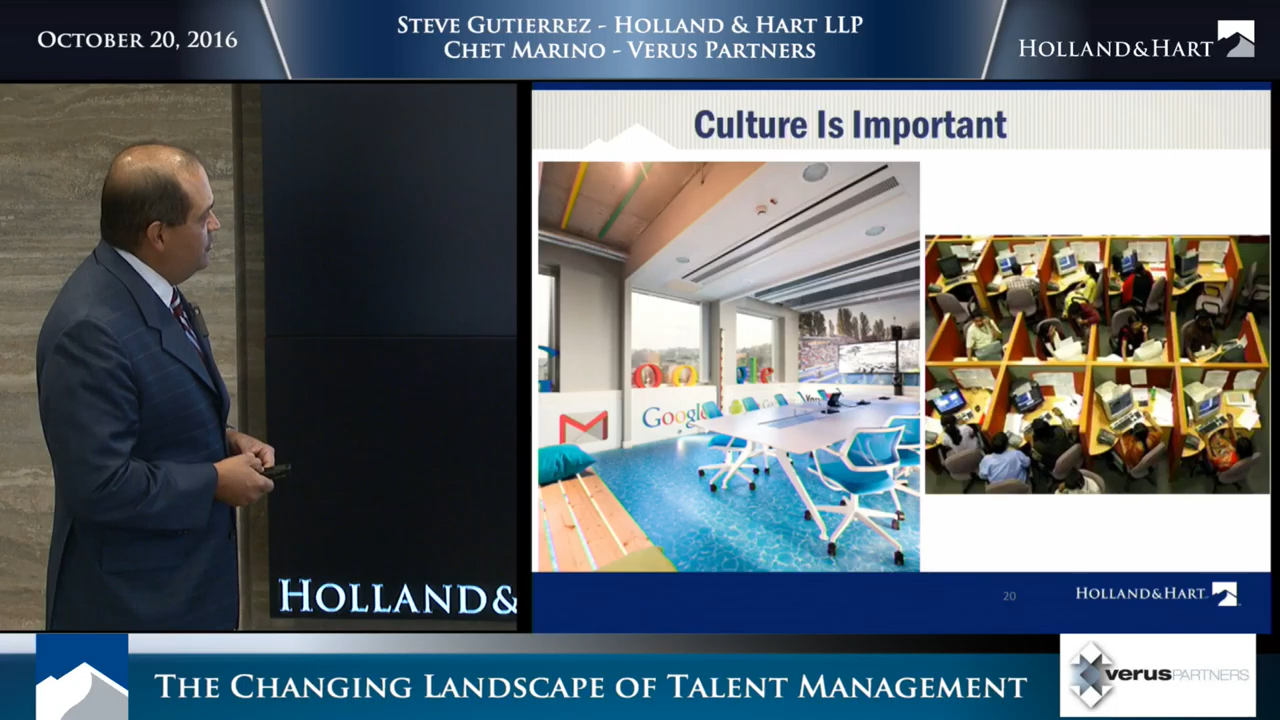 October 20, 2016
Steve Gutierrez - Holland & Hart LLP
Chet Marino - Verus Partners
Holland & Hart
Culture Is Important
Google
Holland &
20
Holland & Hart
The Changing Landscape of Talent Management
verusPartners